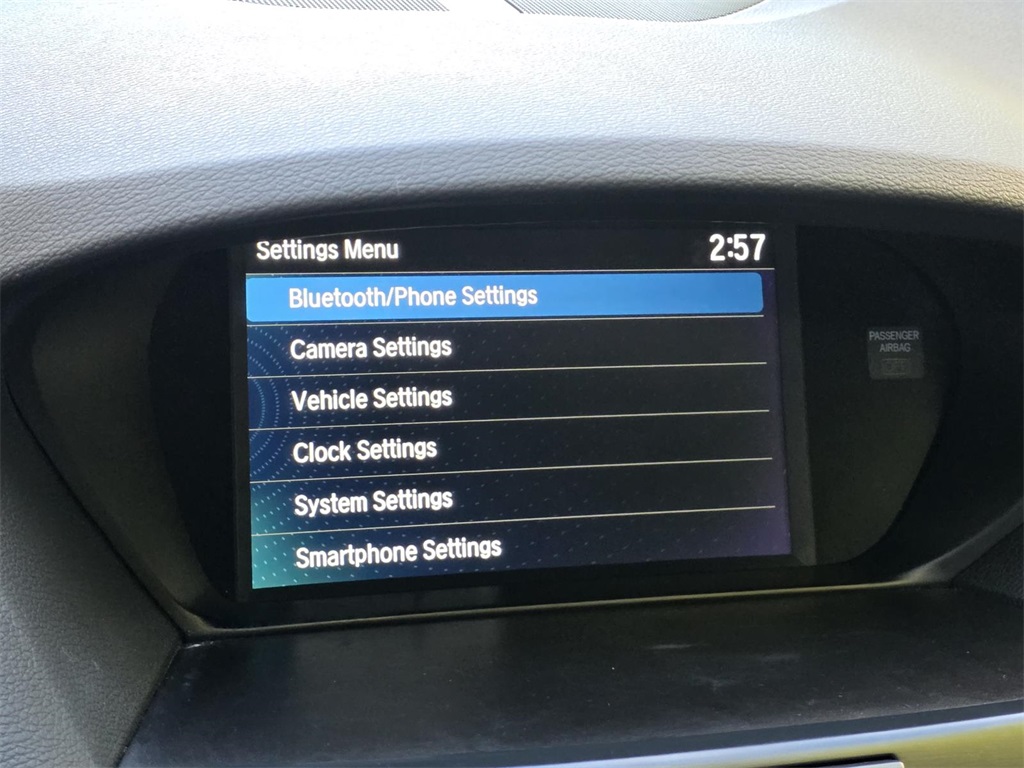 Settings Menu 2:57
Bluetooth/Phone Settings
Camera Settings
Vehicle Settings
Clock Settings
System Settings
Smartphone Settings
PASSENGER
AIRBAG